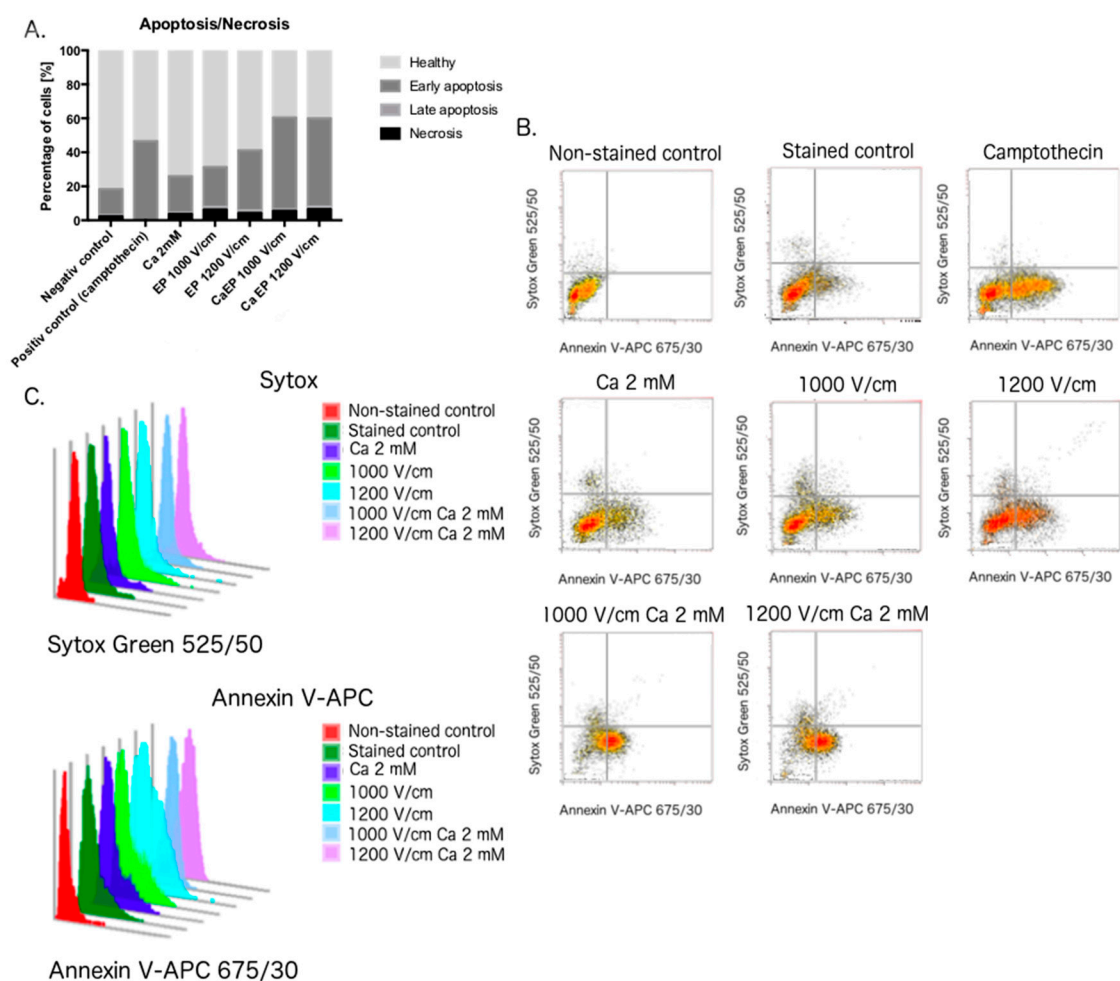 A.
Apoptosis/Necrosis
Percentage of cells [%]
100
80
60
40
20
0
Negativ control
Positiv control (camptothecin)
Ca 2mM
EP 1000 V/cm
EP 1200 V/cm
CaEP 1000 V/cm
Ca EP 1200 V/cm
Healthy
Early apoptosis
Late apoptosis
Necrosis
B.
Non-stained control
Stained control
Camptothecin
Sytox Green 525/50
Sytox Green 525/50
Sytox Green 525/50
Annexin V-APC 675/30
Annexin V-APC 675/30
Annexin V-APC 675/30
Ca 2 mM
1000 V/cm
1200 V/cm
Sytox Green 525/50
Sytox Green 525/50
Sytox Green 525/50
Annexin V-APC 675/30
Annexin V-APC 675/30
Annexin V-APC 675/30
1000 V/cm Ca 2 mM
1200 V/cm Ca 2 mM
Sytox Green 525/50
Sytox Green 525/50
Annexin V-APC 675/30
Annexin V-APC 675/30
C.
Sytox
Non-stained control
Stained control
Ca 2 mM
1000 V/cm
1200 V/cm
1000 V/cm Ca 2 mM
1200 V/cm Ca 2 mM
Sytox Green 525/50
Annexin V-APC
Non-stained control
Stained control
Ca 2 mM
1000 V/cm
1200 V/cm
1000 V/cm Ca 2 mM
1200 V/cm Ca 2 mM
Annexin V-APC 675/30